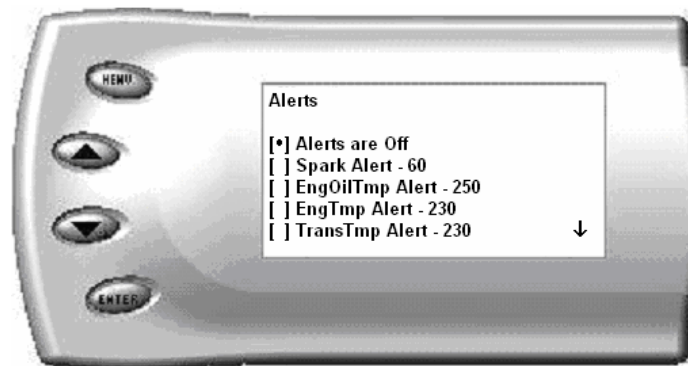 MENU
Alerts
[•] Alerts are Off
[ ] Spark Alert - 60
[ ] EngOilTmp Alert - 250
[ ] EngTmp Alert - 230
[ ] TransTmp Alert - 230 ↓
ENTER